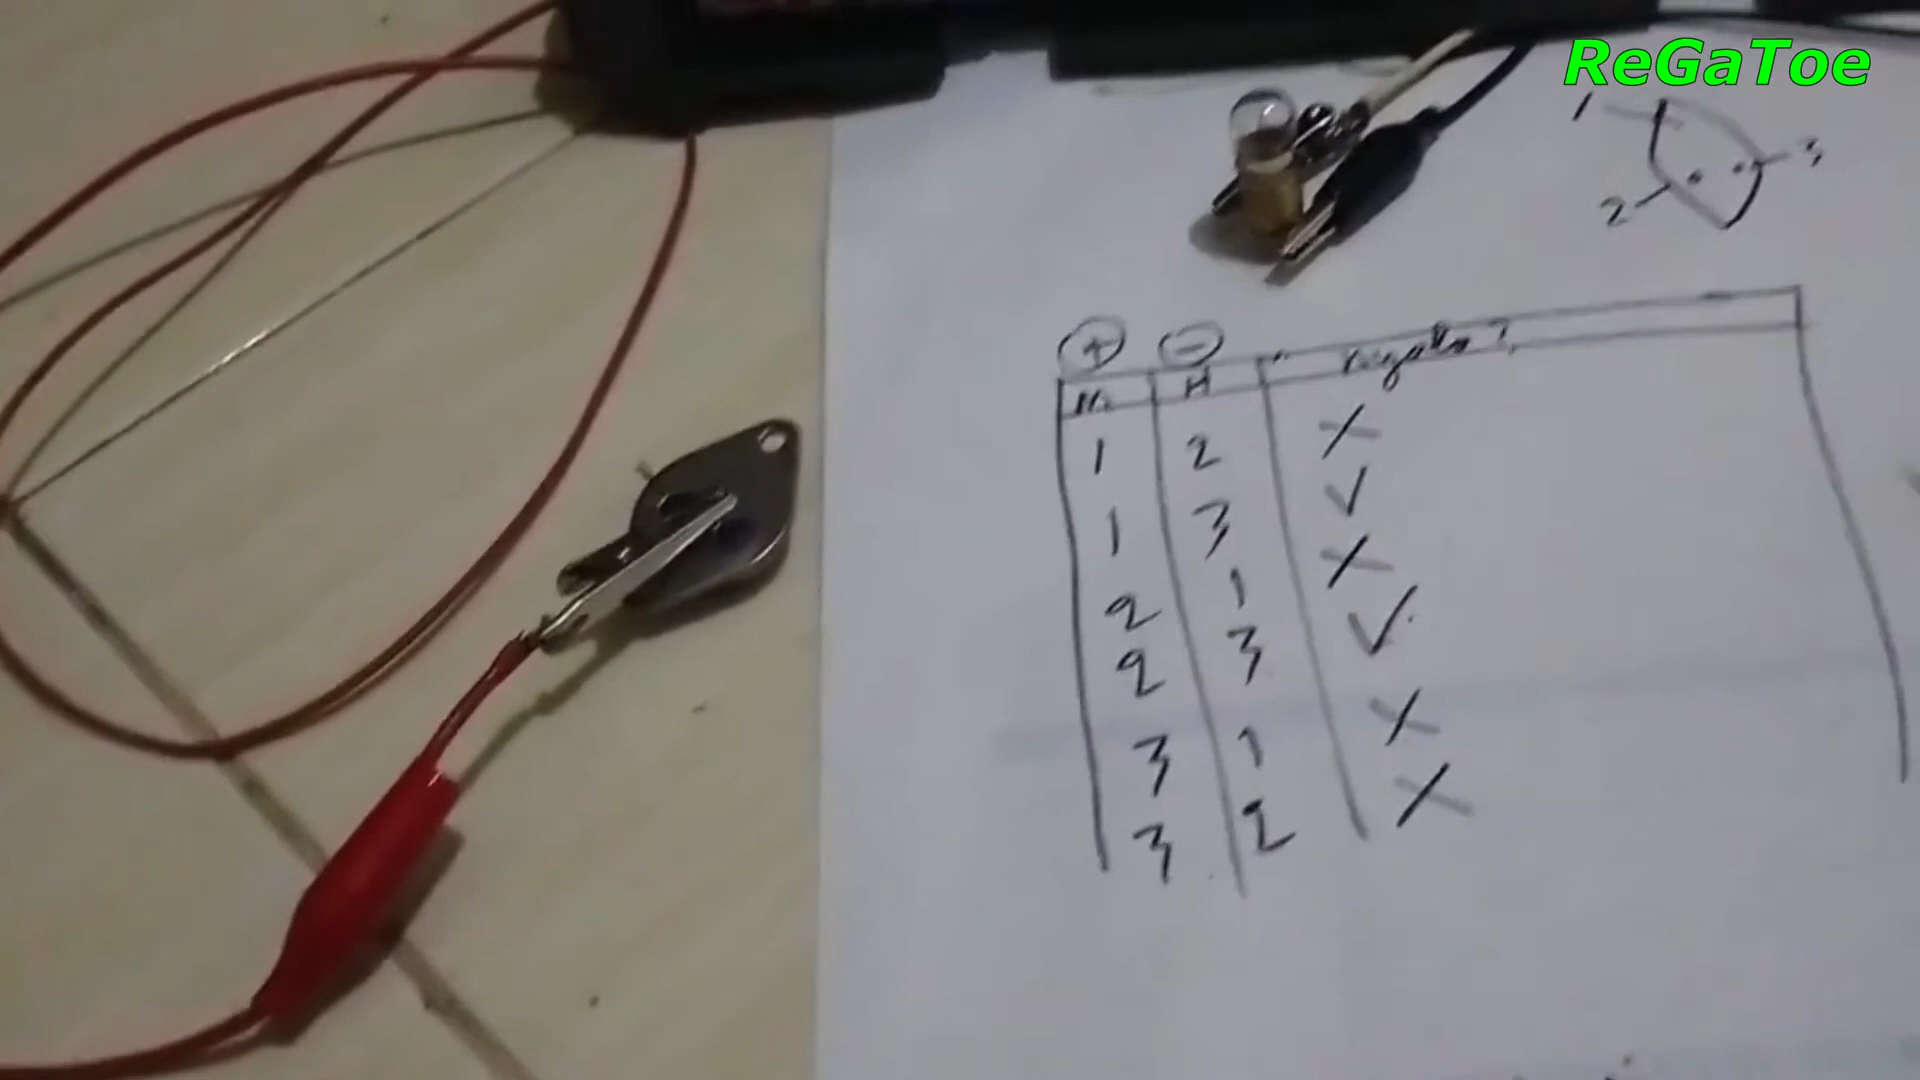 ReGaToe
1
3
2
+ -
M H Nyala?
1 2 X
1 3 V
2 1 X
2 3 V
3 1 X
3 2 X